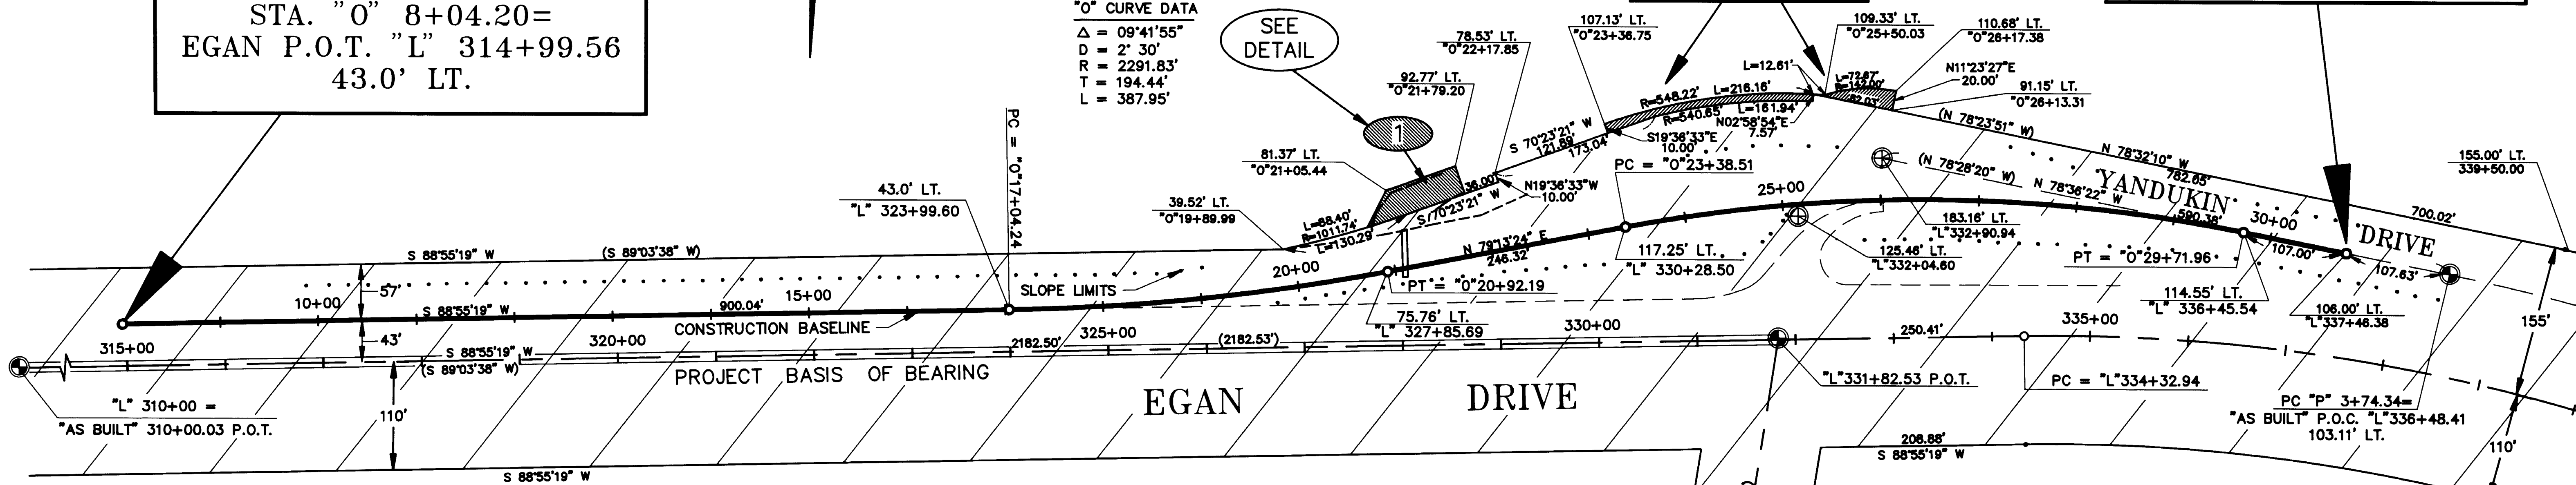 STA. "O" 8+04.20=
EGAN P.O.T. "L" 314+99.56
43.0' LT.
"O" CURVE DATA
Δ = 09°41'55"
D = 2° 30'
R = 2291.83'
T = 194.44'
L = 387.95'
SEE
DETAIL
1
PC = "O"17+04.24
43.0' LT.
"L" 323+99.60
39.52' LT.
"O"19+89.99
81.37' LT.
"O"21+05.44
92.77' LT.
"O"21+79.20
78.53' LT.
"O"22+17.85
107.13' LT.
"O"23+36.75
109.33' LT.
"O"25+50.03
110.68' LT.
"O"26+17.38
N11°23'27"E
20.00'
91.15' LT.
"O"26+13.31
L=12.61'
L=72.67'
R=142.00'
62.03'
R=548.22'
L=216.16'
R=540.65'
L=161.94'
N02°58'54"E
7.57'
S19°36'33"E
10.00'
S 70°23'21" W
121.89'
173.04'
PC = "O"23+38.51
36.00'
S 70°23'21" W
N19°36'33"W
10.00'
L=88.40'
R=1011.74'
L=130.29'
(N 78°23'51" W)
N 78°32'10" W
782.65'
700.02'
155.00' LT.
339+50.00
(N 78°28'20" W)
N 78°36'22" W
590.38'
YANDUKIN
DRIVE
25+00
30+00
183.16' LT.
"L"332+90.94
125.46' LT.
"L"332+04.60
117.25' LT.
"L" 330+28.50
N 79°13'24" E
246.32'
PT = "O"20+92.19
75.76' LT.
"L" 327+85.69
PT = "O"29+71.96
107.00'
107.63'
114.55' LT.
"L" 336+45.54
106.00' LT.
"L"337+46.38
S 88°55'19" W
(S 89°03'38" W)
57'
43'
10+00
15+00
20+00
S 88°55'19" W
900.04'
SLOPE LIMITS
CONSTRUCTION BASELINE
315+00
320+00
325+00
330+00
335+00
S 88°55'19" W
(S 89°03'38" W)
2182.50'
(2182.53')
250.41'
PROJECT BASIS OF BEARING
EGAN DRIVE
"L"331+82.53 P.O.T.
PC = "L"334+32.94
"L" 310+00 =
"AS BUILT" 310+00.03 P.O.T.
110'
PC "P" 3+74.34=
"AS BUILT" P.O.C. "L"336+48.41
103.11' LT.
155'
110'
206.88'
S 88°55'19" W
S 88°55'19" W